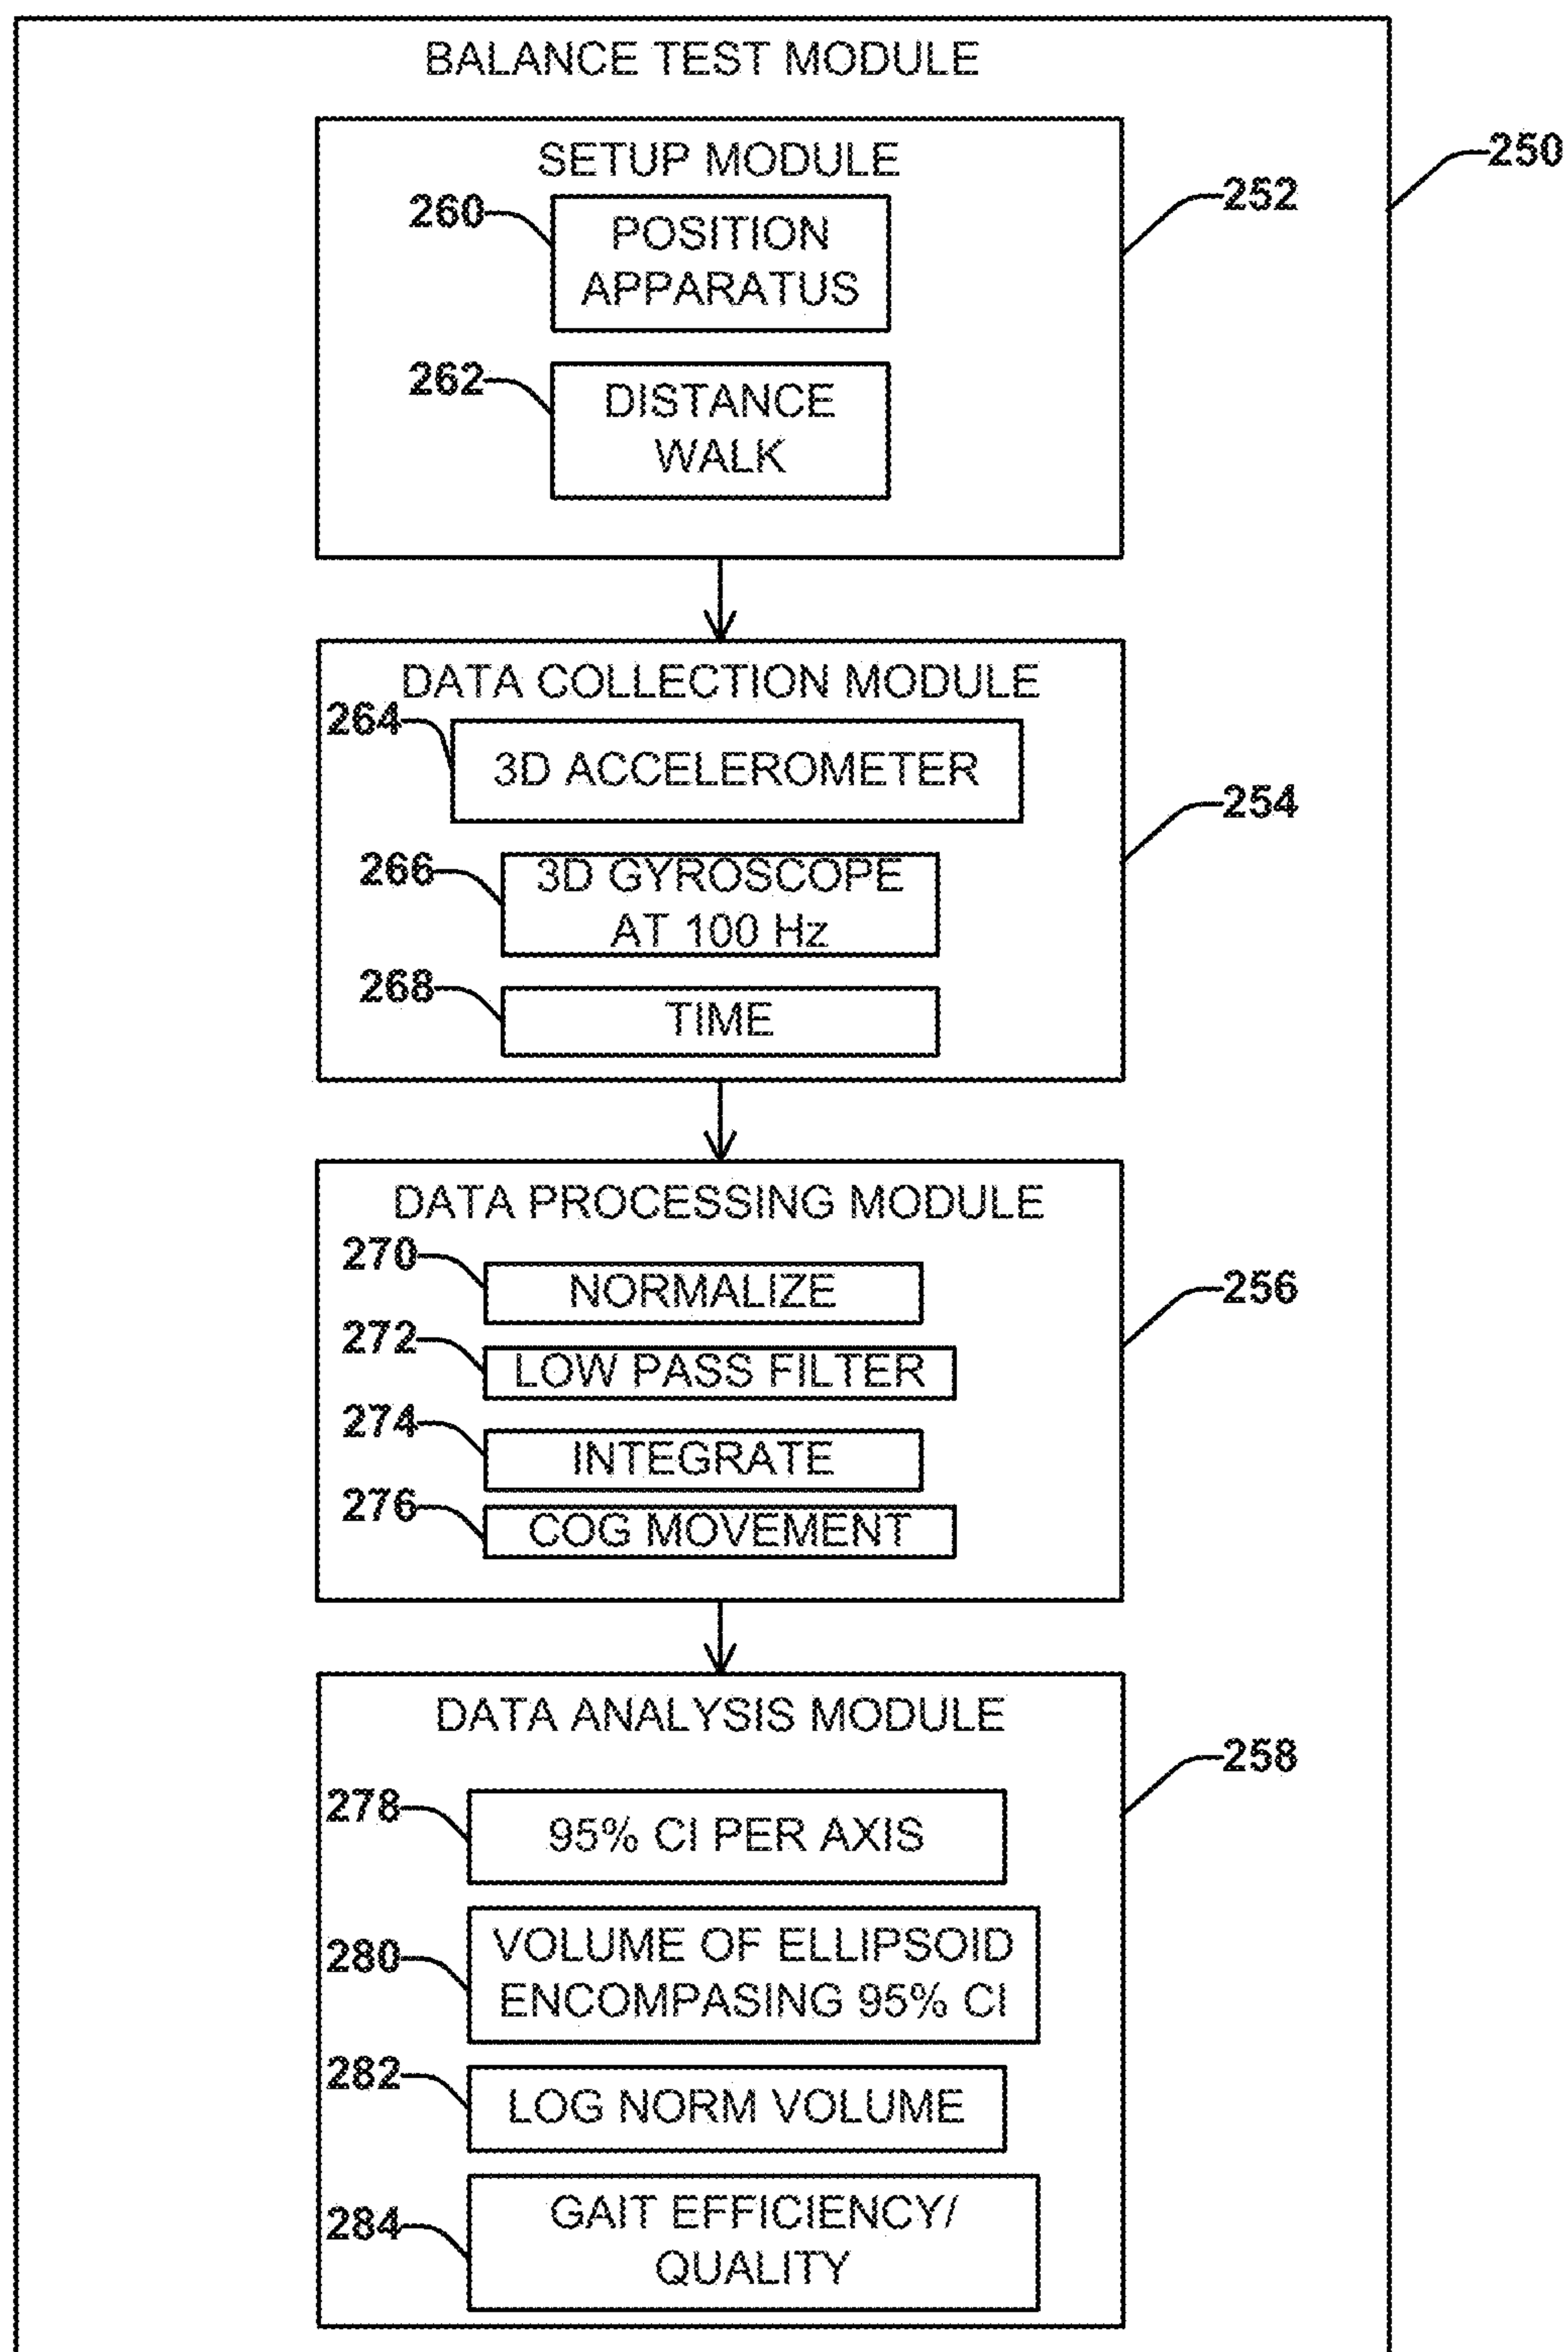 BALANCE TEST MODULE
250
SETUP MODULE
252
260
POSITION
APPARATUS
262
DISTANCE
WALK
DATA COLLECTION MODULE
264
3D ACCELEROMETER
254
266
3D GYROSCOPE
AT 100 Hz
268
TIME
DATA PROCESSING MODULE
270
NORMALIZE
256
272
LOW PASS FILTER
274
INTEGRATE
276
COG MOVEMENT
DATA ANALYSIS MODULE
258
278
95% CI PER AXIS
280
VOLUME OF ELLIPSOID
ENCOMPASING 95% CI
282
LOG NORM VOLUME
284
GAIT EFFICIENCY/
QUALITY